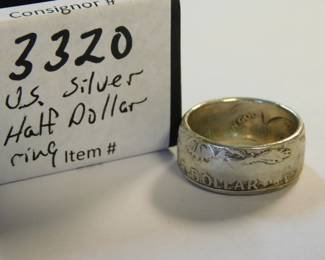 Consignor #
3320
U.S. Silver
Half Dollar
ring Item #
DOLLAR